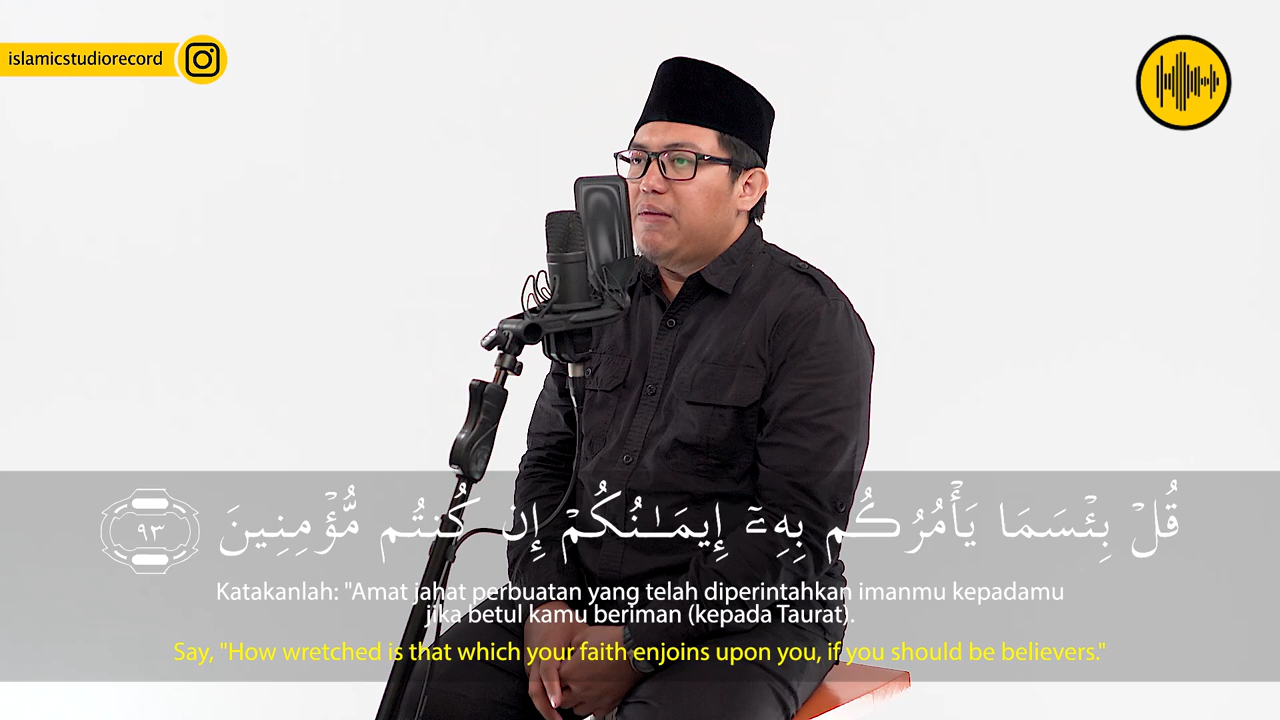 islamicstudiorecord
قُلْ بِئْسَمَا يَأْمُرُكُم بِهِۦٓ إِيمَـٰنُكُمْ إِن كُنتُم مُّؤْمِنِينَ ٩٣
Katakanlah: "Amat jahat perbuatan yang telah diperintahkan imanmu kepadamu
jika betul kamu beriman (kepada Taurat).
Say, "How wretched is that which your faith enjoins upon you, if you should be believers."